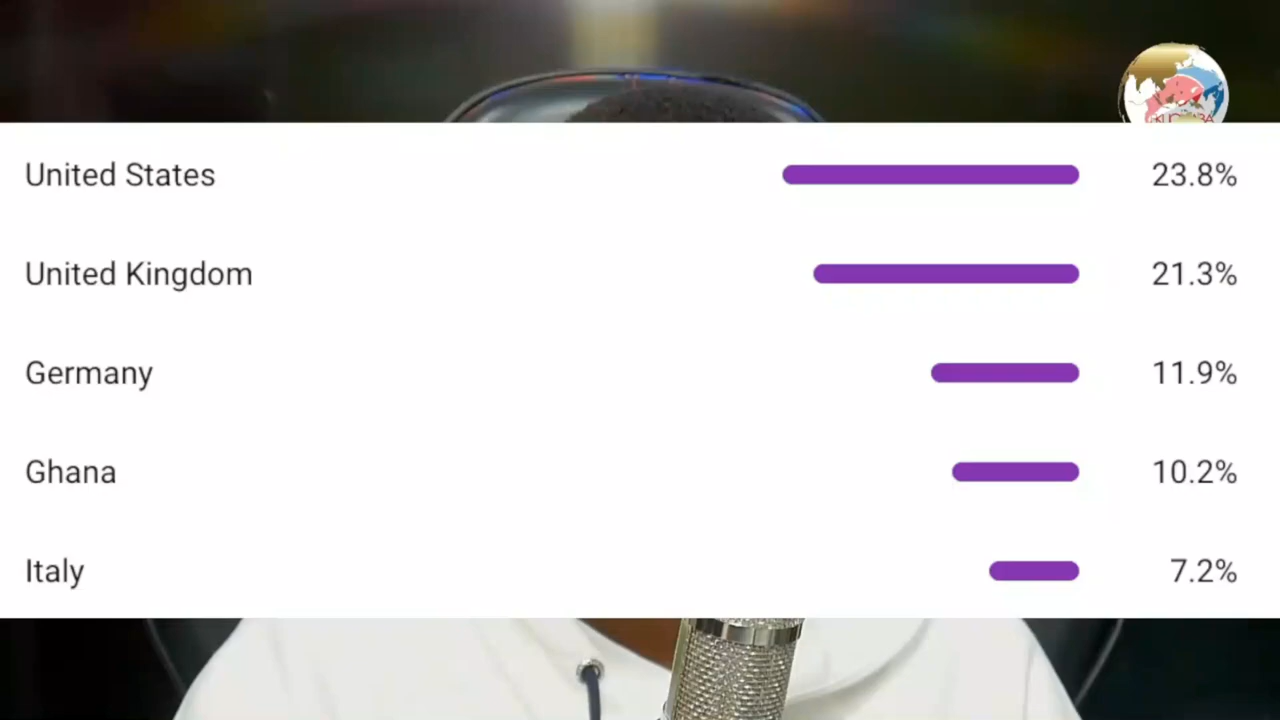 United States 23.8%
United Kingdom 21.3%
Germany 11.9%
Ghana 10.2%
Italy 7.2%